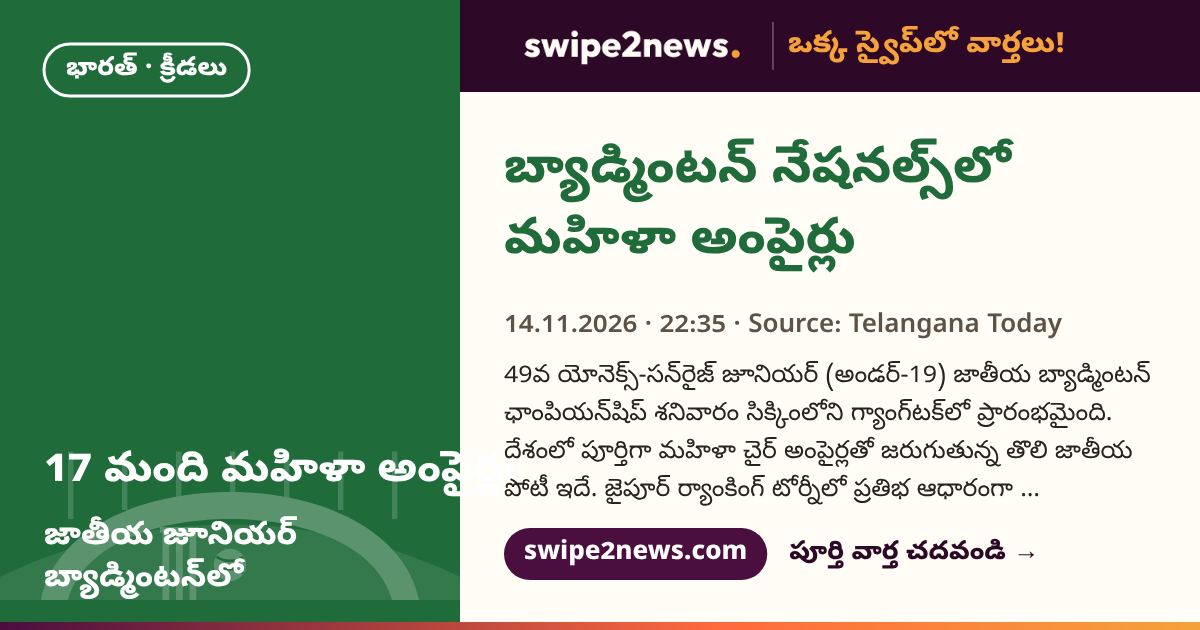 భారత్ · క్రీడలు
17 మంది మహిళా అంపైర్లు
జాతీయ జూనియర్
బ్యాడ్మింటన్‌లో
swipe2news.
ఒక్క స్వైప్‌లో వార్తలు!
బ్యాడ్మింటన్ నేషనల్స్‌లో
మహిళా అంపైర్లు
14.11.2026 · 22:35 · Source: Telangana Today
49వ యోనెక్స్-సన్‌రైజ్ జూనియర్ (అండర్-19) జాతీయ బ్యాడ్మింటన్
ఛాంపియన్‌షిప్ శనివారం సిక్కింలోని గ్యాంగ్‌టక్‌లో ప్రారంభమైంది.
దేశంలో పూర్తిగా మహిళా చైర్ అంపైర్లతో జరుగుతున్న తొలి జాతీయ
పోటీ ఇదే. జైపూర్ ర్యాంకింగ్ టోర్నీలో ప్రతిభ ఆధారంగా ...
swipe2news.com
పూర్తి వార్త చదవండి →